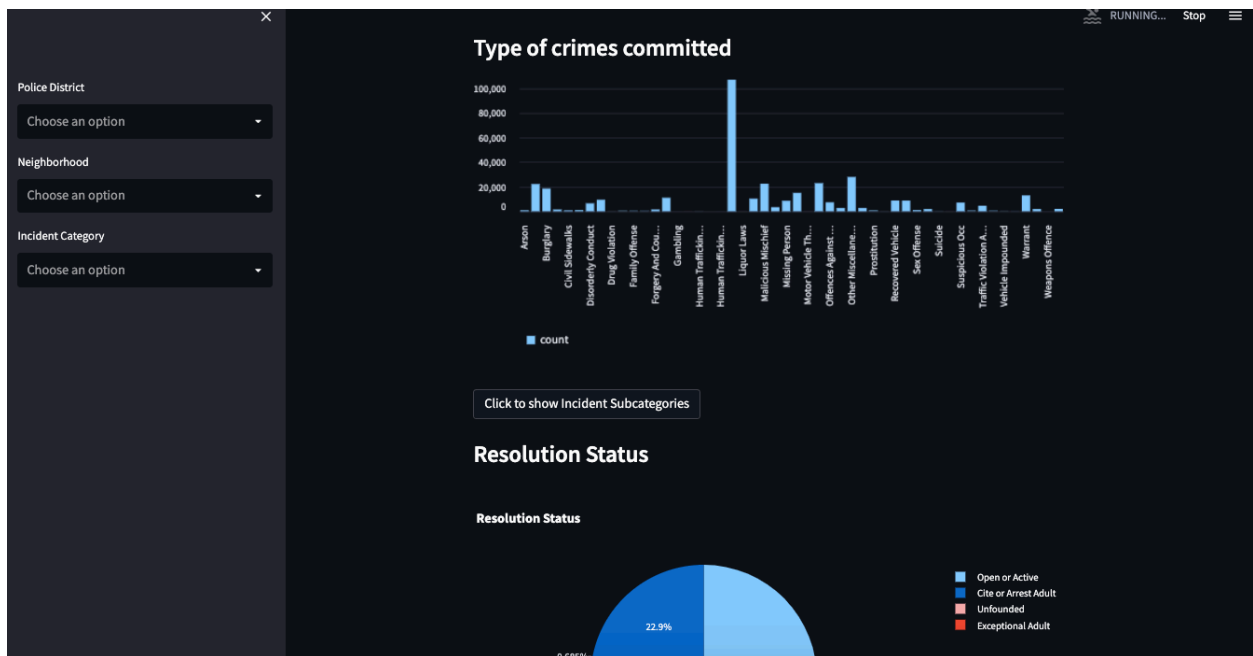 RUNNING... Stop
Police District
Choose an option
Neighborhood
Choose an option
Incident Category
Choose an option
Type of crimes committed
100,000
80,000
60,000
40,000
20,000
0
Arson
Burglary
Civil Sidewalks
Disorderly Conduct
Drug Violation
Family Offense
Forgery And Cou...
Gambling
Human Traffickin...
Human Traffickin...
Liquor Laws
Malicious Mischief
Missing Person
Motor Vehicle Th...
Offences Against ...
Other Miscellane...
Prostitution
Recovered Vehicle
Sex Offense
Suicide
Suspicious Occ
Traffic Violation A...
Vehicle Impounded
Warrant
Weapons Offence
count
Click to show Incident Subcategories
Resolution Status
Resolution Status
Open or Active
Cite or Arrest Adult
Unfounded
Exceptional Adult
22.9%